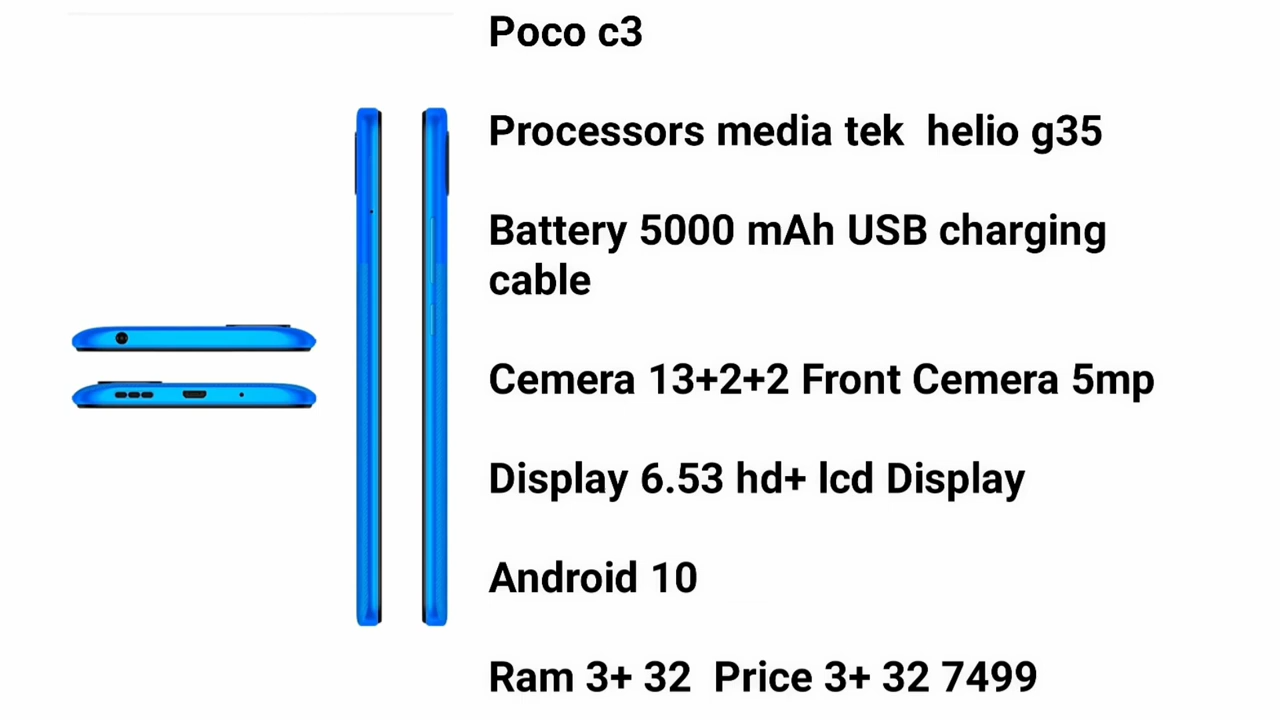 Poco c3
Processors media tek  helio g35
Battery 5000 mAh USB charging
cable
Cemera 13+2+2 Front Cemera 5mp
Display 6.53 hd+ lcd Display
Android 10
Ram 3+ 32  Price 3+ 32 7499